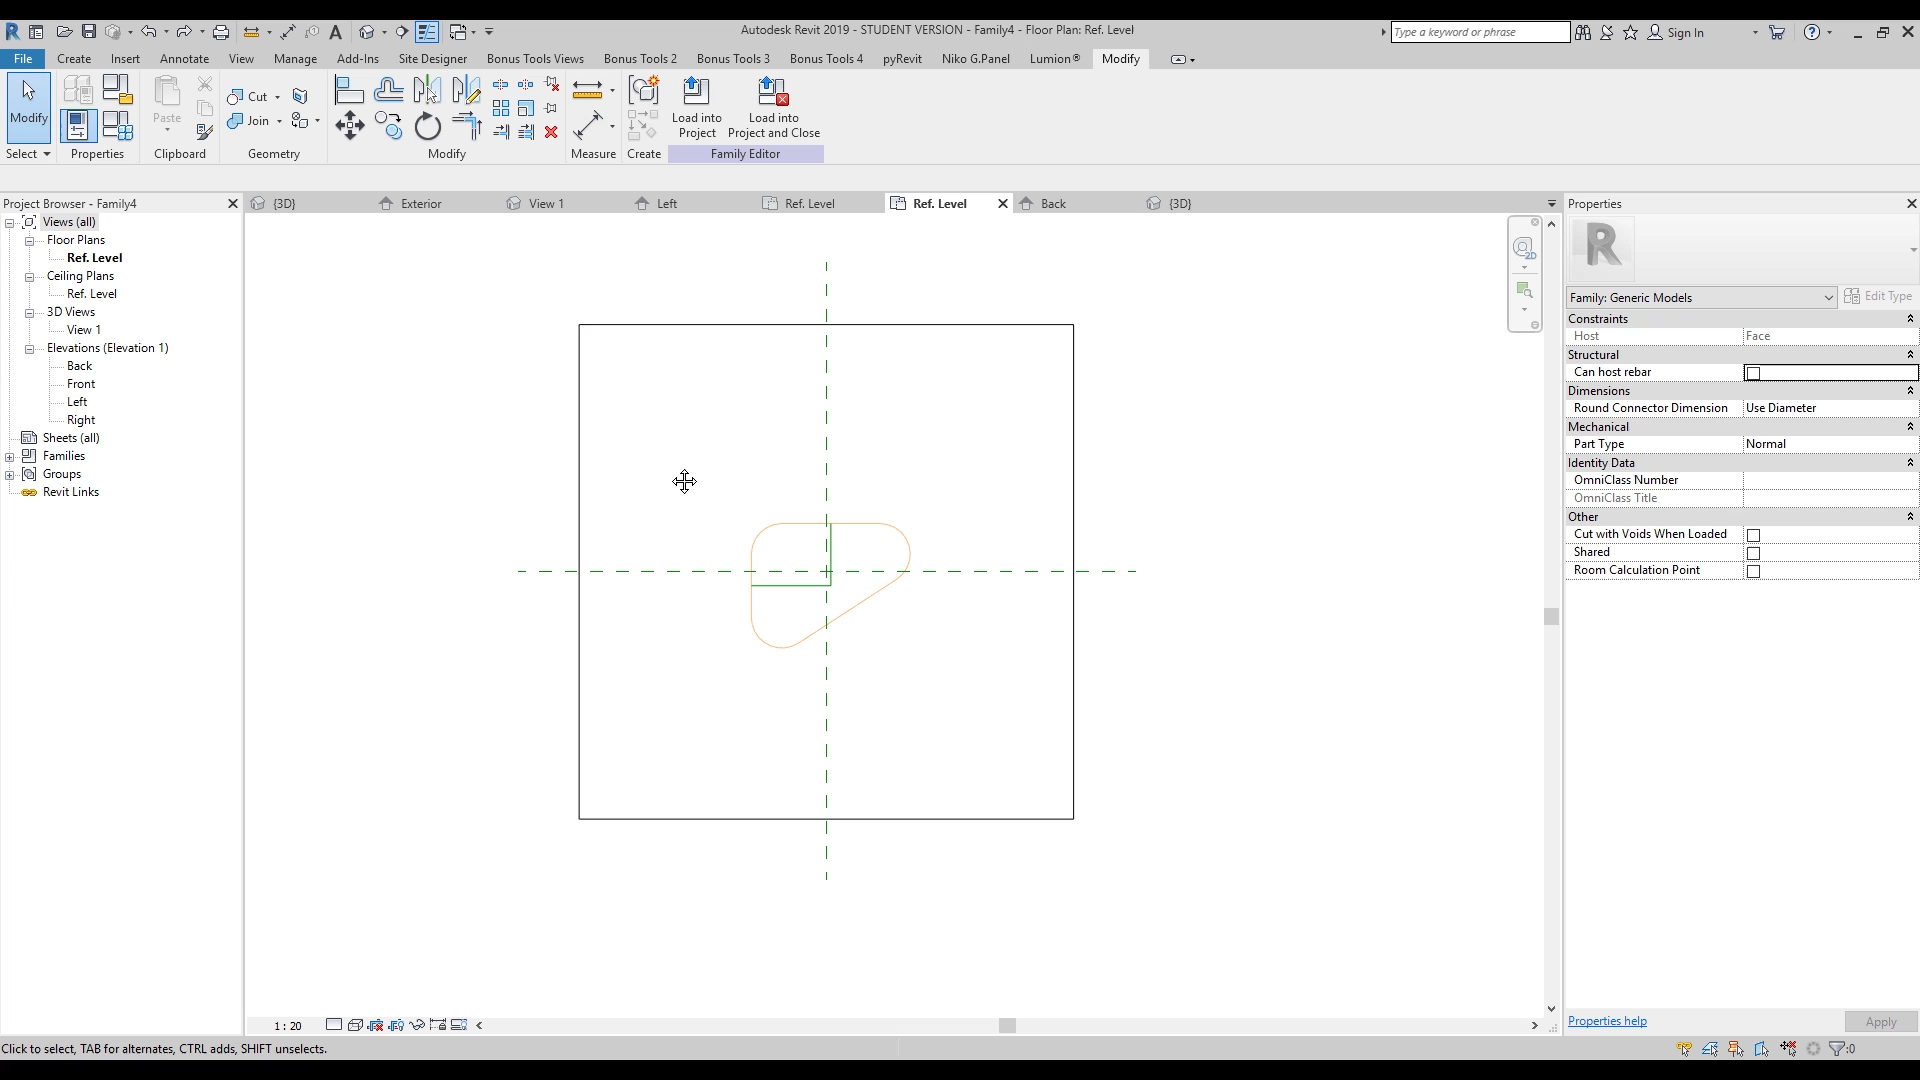 Autodesk Revit 2019 - STUDENT VERSION - Family4 - Floor Plan: Ref. Level
Type a keyword or phrase
Sign In
File Create Insert Annotate View Manage Add-Ins Site Designer Bonus Tools Views Bonus Tools 2 Bonus Tools 3 Bonus Tools 4 pyRevit Niko G.Panel Lumion® Modify
Modify
Paste
Cut
Join
Load into Project
Load into Project and Close
Select Properties Clipboard Geometry Modify Measure Create Family Editor
Project Browser - Family4
{3D} Exterior View 1 Left Ref. Level Ref. Level Back {3D}
Views (all)
Floor Plans
Ref. Level
Ceiling Plans
Ref. Level
3D Views
View 1
Elevations (Elevation 1)
Back
Front
Left
Right
Sheets (all)
Families
Groups
Revit Links
2D
Properties
R
Family: Generic Models
Edit Type
Constraints
Host Face
Structural
Can host rebar
Dimensions
Round Connector Dimension Use Diameter
Mechanical
Part Type Normal
Identity Data
OmniClass Number
OmniClass Title
Other
Cut with Voids When Loaded
Shared
Room Calculation Point
Properties help
Apply
1 : 20
Click to select, TAB for alternates, CTRL adds, SHIFT unselects.
:0